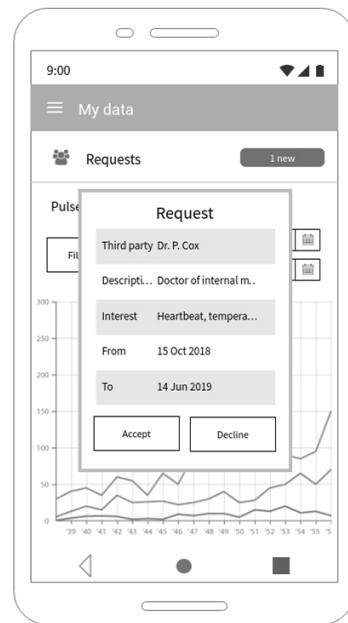 9:00
My data
Requests
1 new
Pulse
Request
Third party Dr. P. Cox
Descripti... Doctor of internal m..
Interest Heartbeat, tempera...
From 15 Oct 2018
To 14 Jun 2019
Accept Decline
300
250
200
150
100
50
0
'39 '40 '41 '42 '43 '44 '45 '46 '47 '48 '49 '50 '51 '52 '53 '54 '55